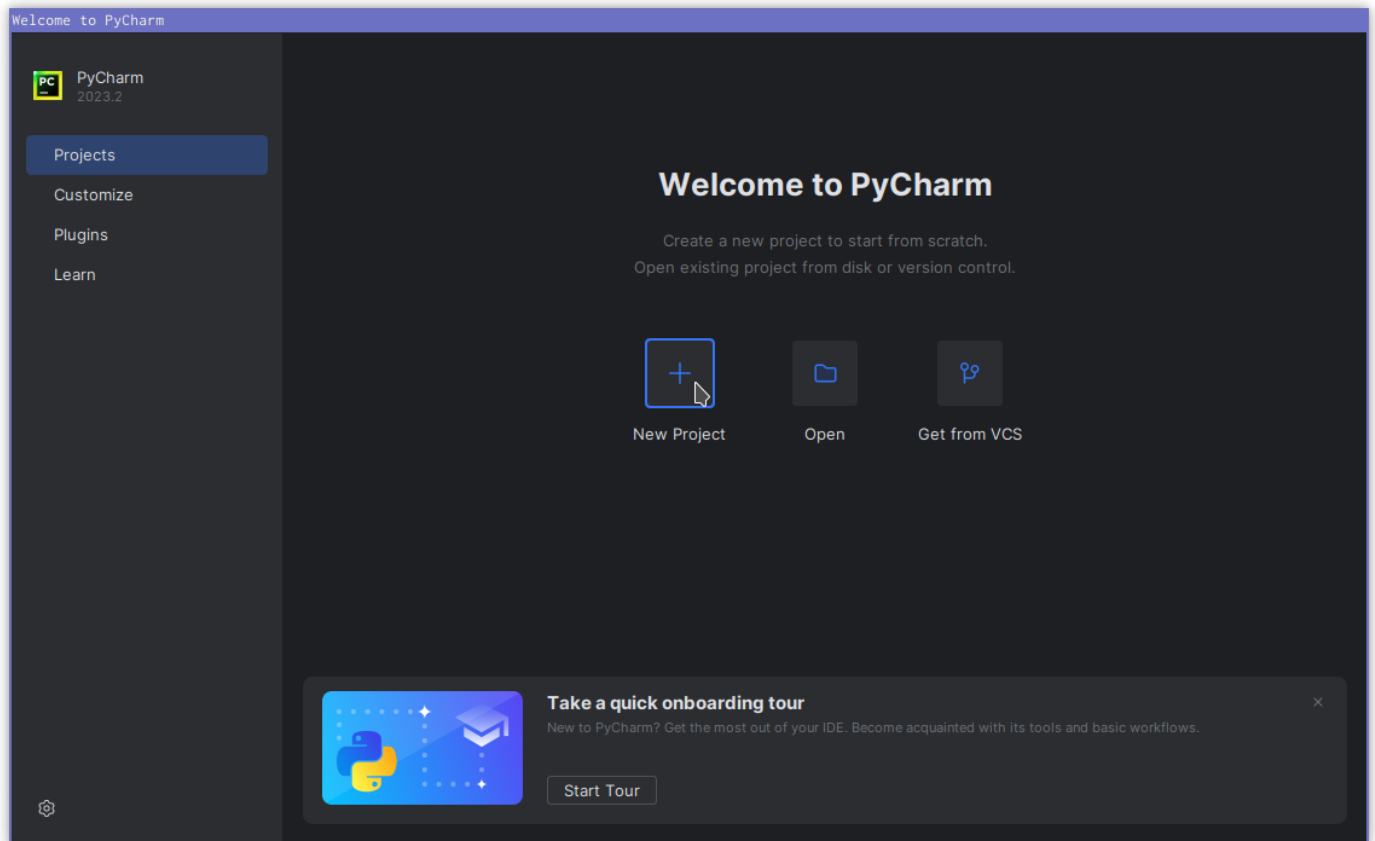 Welcome to PyCharm
PC
PyCharm
2023.2
Projects
Customize
Plugins
Learn
Welcome to PyCharm
Create a new project to start from scratch.
Open existing project from disk or version control.
New Project
Open
Get from VCS
Take a quick onboarding tour
New to PyCharm? Get the most out of your IDE. Become acquainted with its tools and basic workflows.
Start Tour